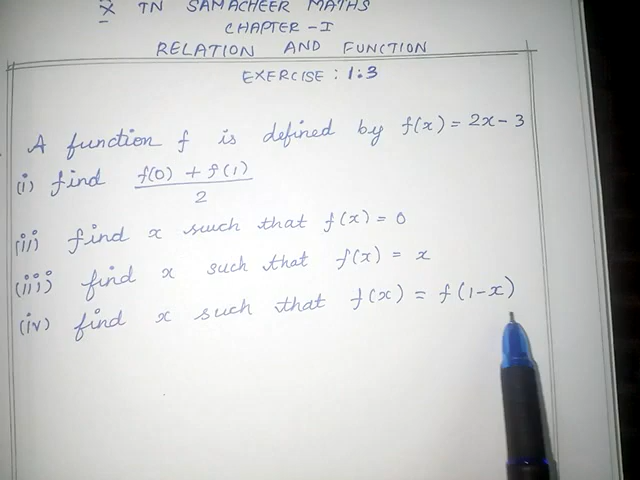 X TN SAMACHEER MATHS
CHAPTER - I
RELATION AND FUNCTION
EXERCISE : 1.3
A function f is defined by f(x) = 2x - 3
(i) find f(0) + f(1) / 2
(ii) find x such that f(x) = 0
(iii) find x such that f(x) = x
(iv) find x such that f(x) = f(1-x)